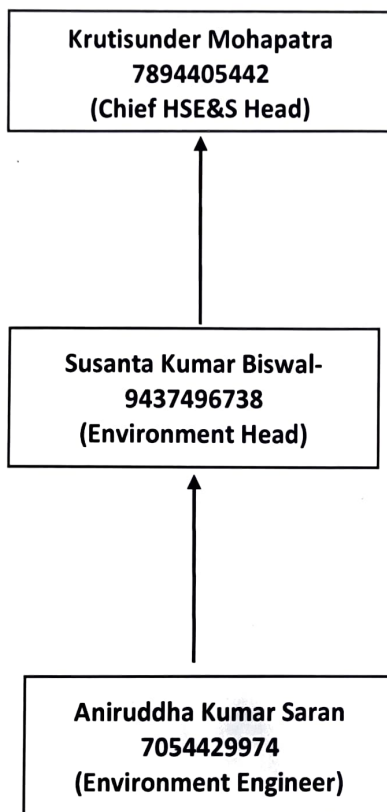 Krutisunder Mohapatra
7894405442
(Chief HSE&S Head)
Susanta Kumar Biswal-
9437496738
(Environment Head)
Aniruddha Kumar Saran
7054429974
(Environment Engineer)